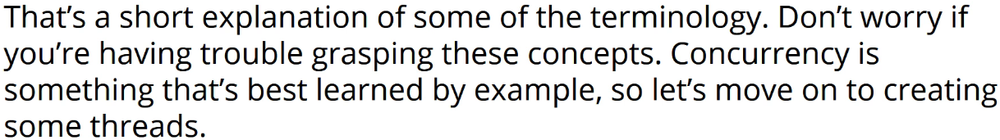 That’s a short explanation of some of the terminology. Don’t worry if
you’re having trouble grasping these concepts. Concurrency is
something that’s best learned by example, so let’s move on to creating
some threads.